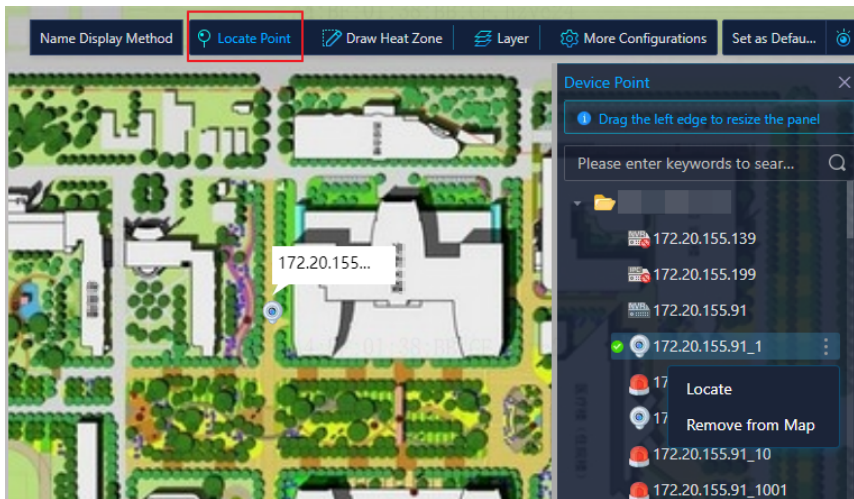 Name Display Method
Locate Point
Draw Heat Zone
Layer
More Configurations
Set as Defau...
Device Point
Drag the left edge to resize the panel
Please enter keywords to sear...
172.20.155.139
172.20.155.199
172.20.155.91
172.20.155...
172.20.155.91_1
17
Locate
17
Remove from Map
172.20.155.91_10
172.20.155.91_1001